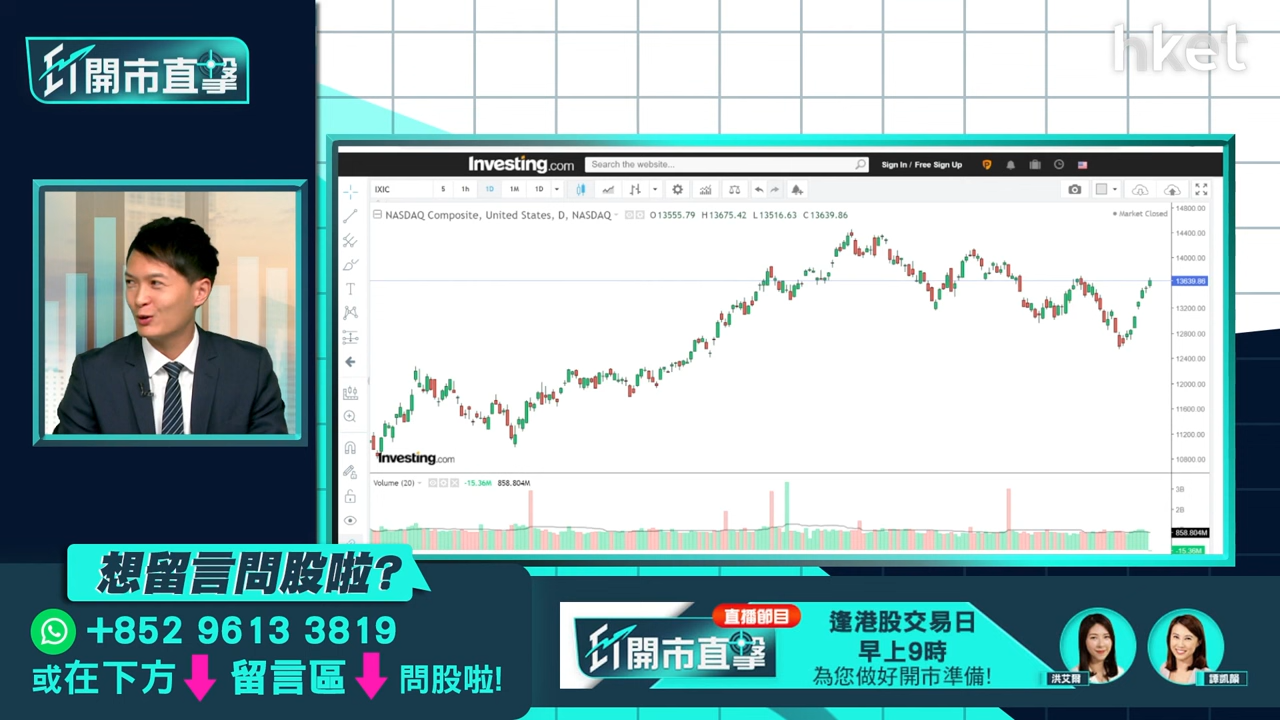 hket
ET開市直擊
Investing.com
Search the website...
Sign In / Free Sign Up
IXIC
5
1h
1D
1M
1D
NASDAQ Composite, United States, D, NASDAQ
O13555.79 H13675.42 L13516.63 C13639.86
Market Closed
14800.00
14400.00
14000.00
13639.86
13200.00
12800.00
12400.00
12000.00
11600.00
11200.00
10800.00
Investing.com
Volume (20)
-15.36M
858.804M
3B
2B
858.804M
-15.36M
想留言問股啦?
+852 9613 3819
或在下方
留言區
問股啦!
直播節目
ET開市直擊
逢港股交易日
早上9時
為您做好開市準備!
洪艾爾
譚凱韻